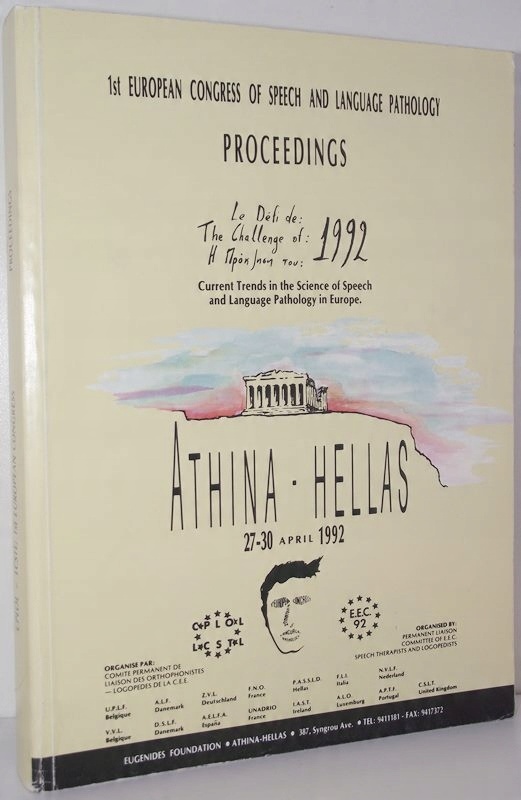 1st EUROPEAN CONGRESS OF SPEECH AND LANGUAGE PATHOLOGY
PROCEEDINGS
Le Défi de:
The Challenge of: 1992
Η Πρόκληση του:
Current Trends in the Science of Speech
and Language Pathology in Europe.
ATHINA · HELLAS
27-30 APRIL 1992
C★P L O★L
L★C S T★L
E.E.C.
92
ORGANISE PAR:
COMITE PERMANENT DE
LIAISON DES ORTHOPHONISTES
— LOGOPEDES DE LA C.E.E.
ORGANISED BY:
PERMANENT LIAISON
COMMITTEE OF E.E.C.
SPEECH THERAPISTS AND LOGOPEDISTS
U.P.L.F.
Belgique
V.V.L.
Belgique
A.L.F.
Danemark
D.S.L.F.
Danemark
Z.V.L.
Deutschland
A.E.L.F.A.
España
F.N.O.
France
UNADRIO
France
P.A.S.S.L.D.
Hellas
I.A.S.T.
Ireland
F.L.I.
Italia
A.L.O.
Luxemburg
N.V.L.F.
Nederland
A.P.T.F.
Portugal
C.S.L.T.
United Kingdom
EUGENIDES FOUNDATION • ATHINA-HELLAS • 387, Syngrou Ave. • TEL: 9411181 - FAX: 9417372
PROCEEDINGS
1st EUROPEAN CONGRESS